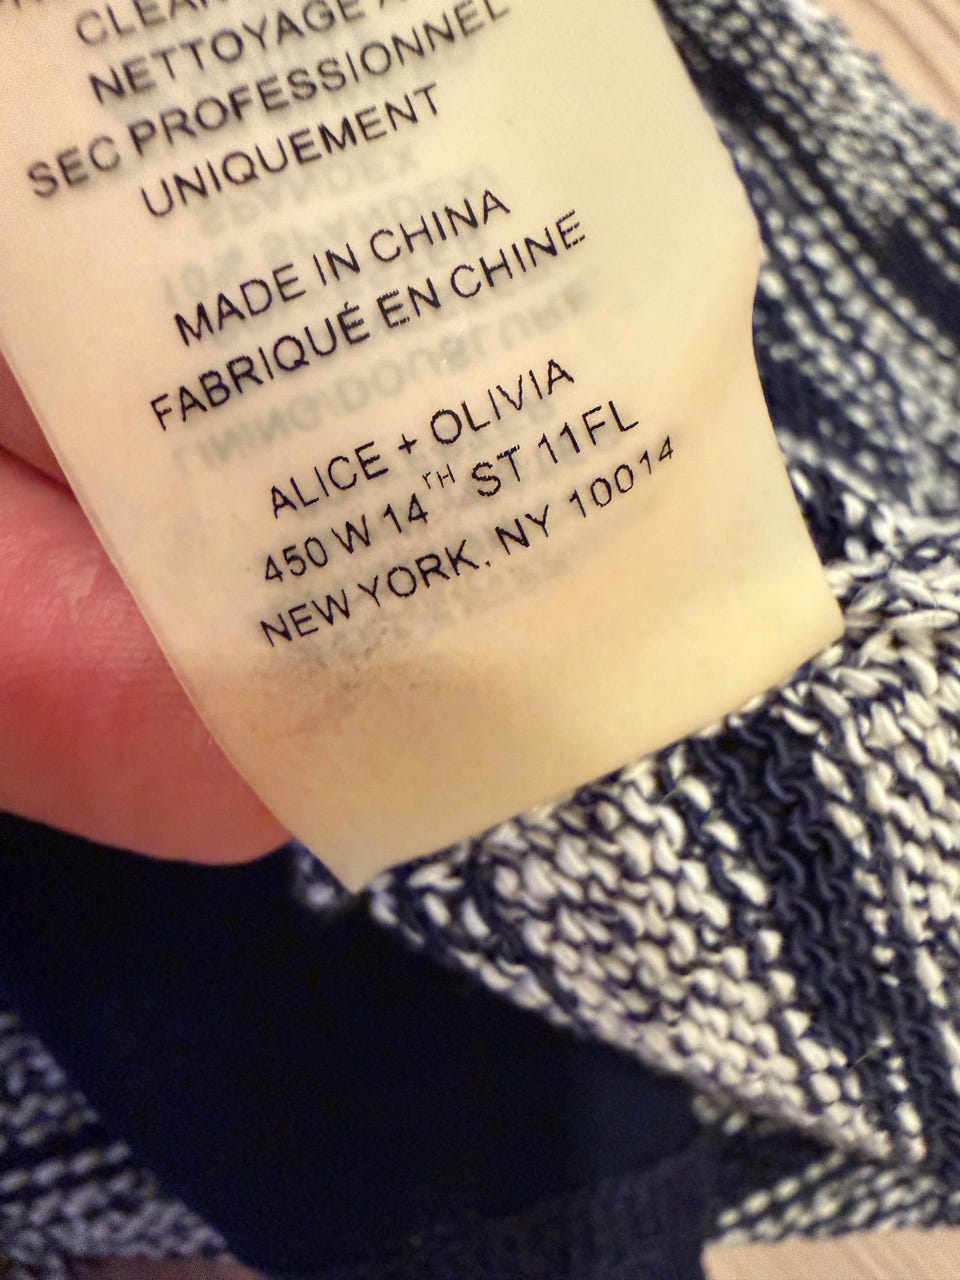 CLEAN
NETTOYAGE À
SEC PROFESSIONNEL
UNIQUEMENT
MADE IN CHINA
FABRIQUÉ EN CHINE
ALICE + OLIVIA
450 W 14TH ST 11FL
NEW YORK, NY 10014